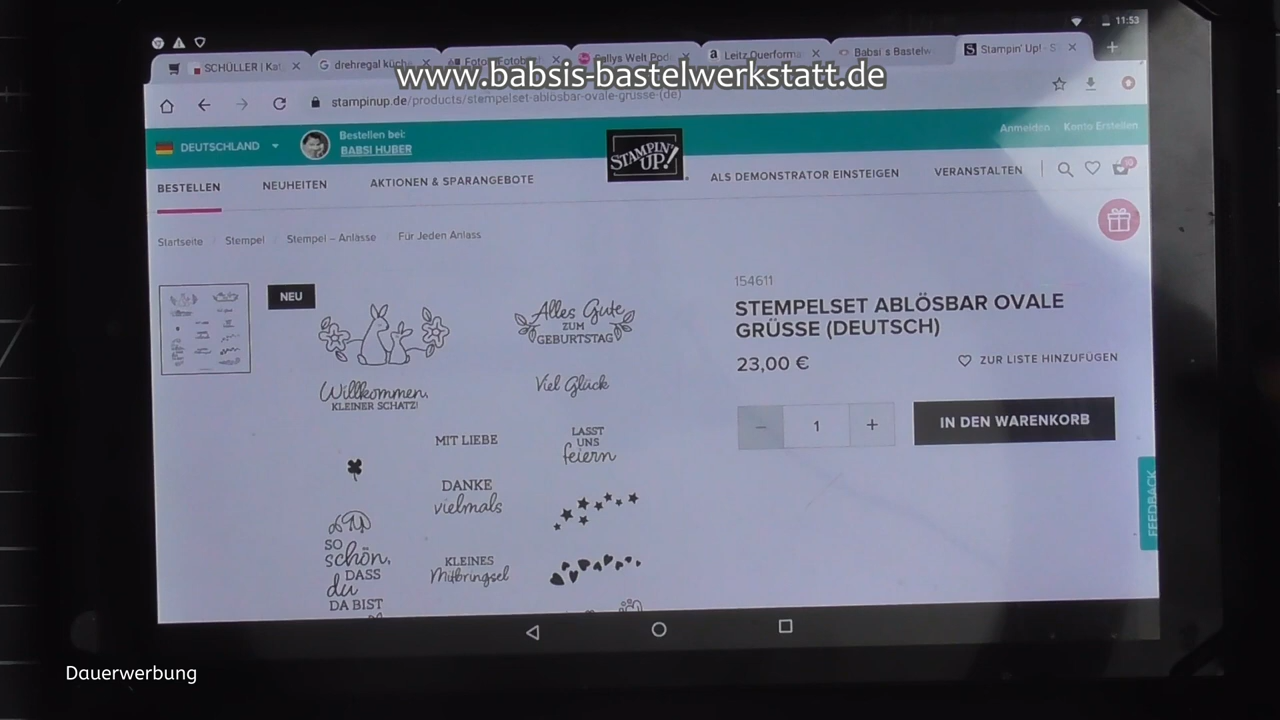 11:53
SCHÜLLER | Kat
drehregal küch
Sallys Welt Pod
Leitz Querforma
Babsi´s Bastelw
Stampin' Up! - S
www.babsis-bastelwerkstatt.de
stampinup.de/products/stempelset-ablösbar-ovale-grüsse-(de)
DEUTSCHLAND
Bestellen bei:
BABSI HUBER
STAMPIN' UP!
Anmelden Konto Erstellen
BESTELLEN NEUHEITEN AKTIONEN & SPARANGEBOTE ALS DEMONSTRATOR EINSTEIGEN VERANSTALTEN
Startseite / Stempel / Stempel – Anlässe / Für Jeden Anlass
NEU
Alles Gute
ZUM
GEBURTSTAG
Willkommen,
KLEINER SCHATZ!
Viel Glück
MIT LIEBE
LASST
UNS
feiern
DANKE
vielmals
SO
schön,
DASS
du
DA BIST
KLEINES
Mitbringsel
154611
STEMPELSET ABLÖSBAR OVALE
GRÜSSE (DEUTSCH)
23,00 €
ZUR LISTE HINZUFÜGEN
– 1 +
IN DEN WARENKORB
FEEDBACK
Dauerwerbung